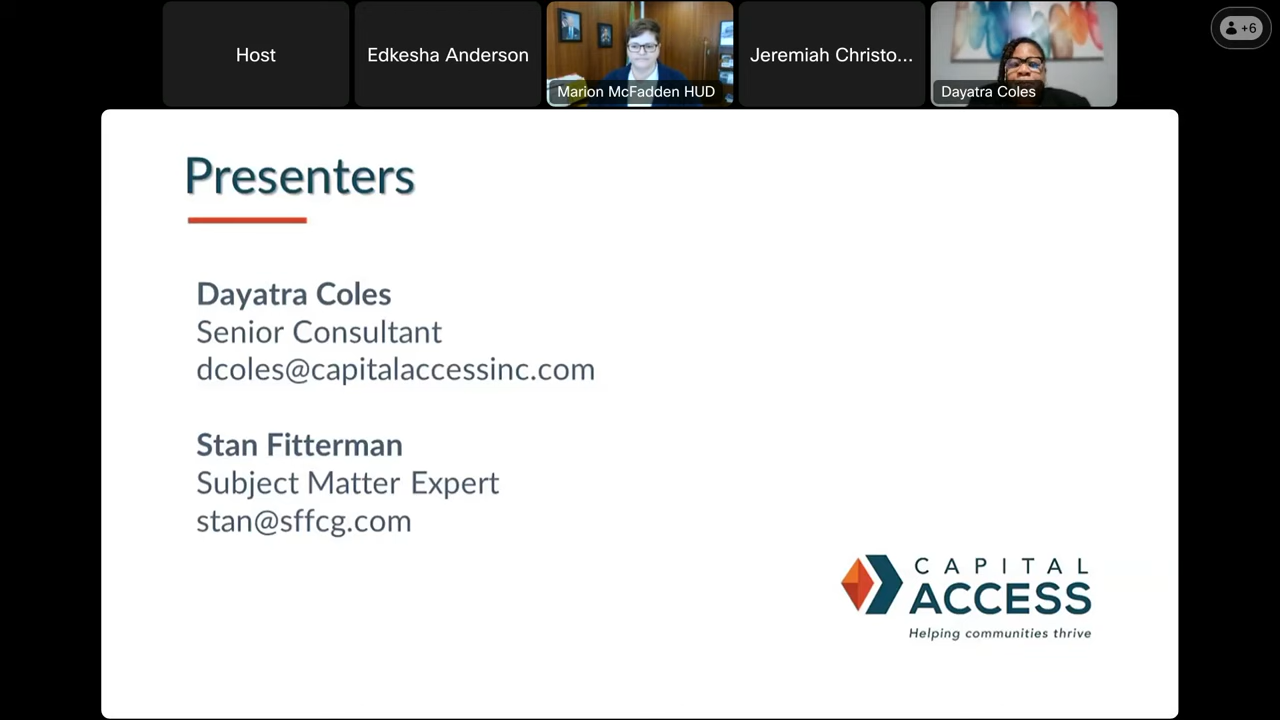 Host
Edkesha Anderson
Marion McFadden HUD
Jeremiah Christo...
Dayatra Coles
+6
Presenters
Dayatra Coles
Senior Consultant
dcoles@capitalaccessinc.com
Stan Fitterman
Subject Matter Expert
stan@sffcg.com
CAPITAL
ACCESS
Helping communities thrive